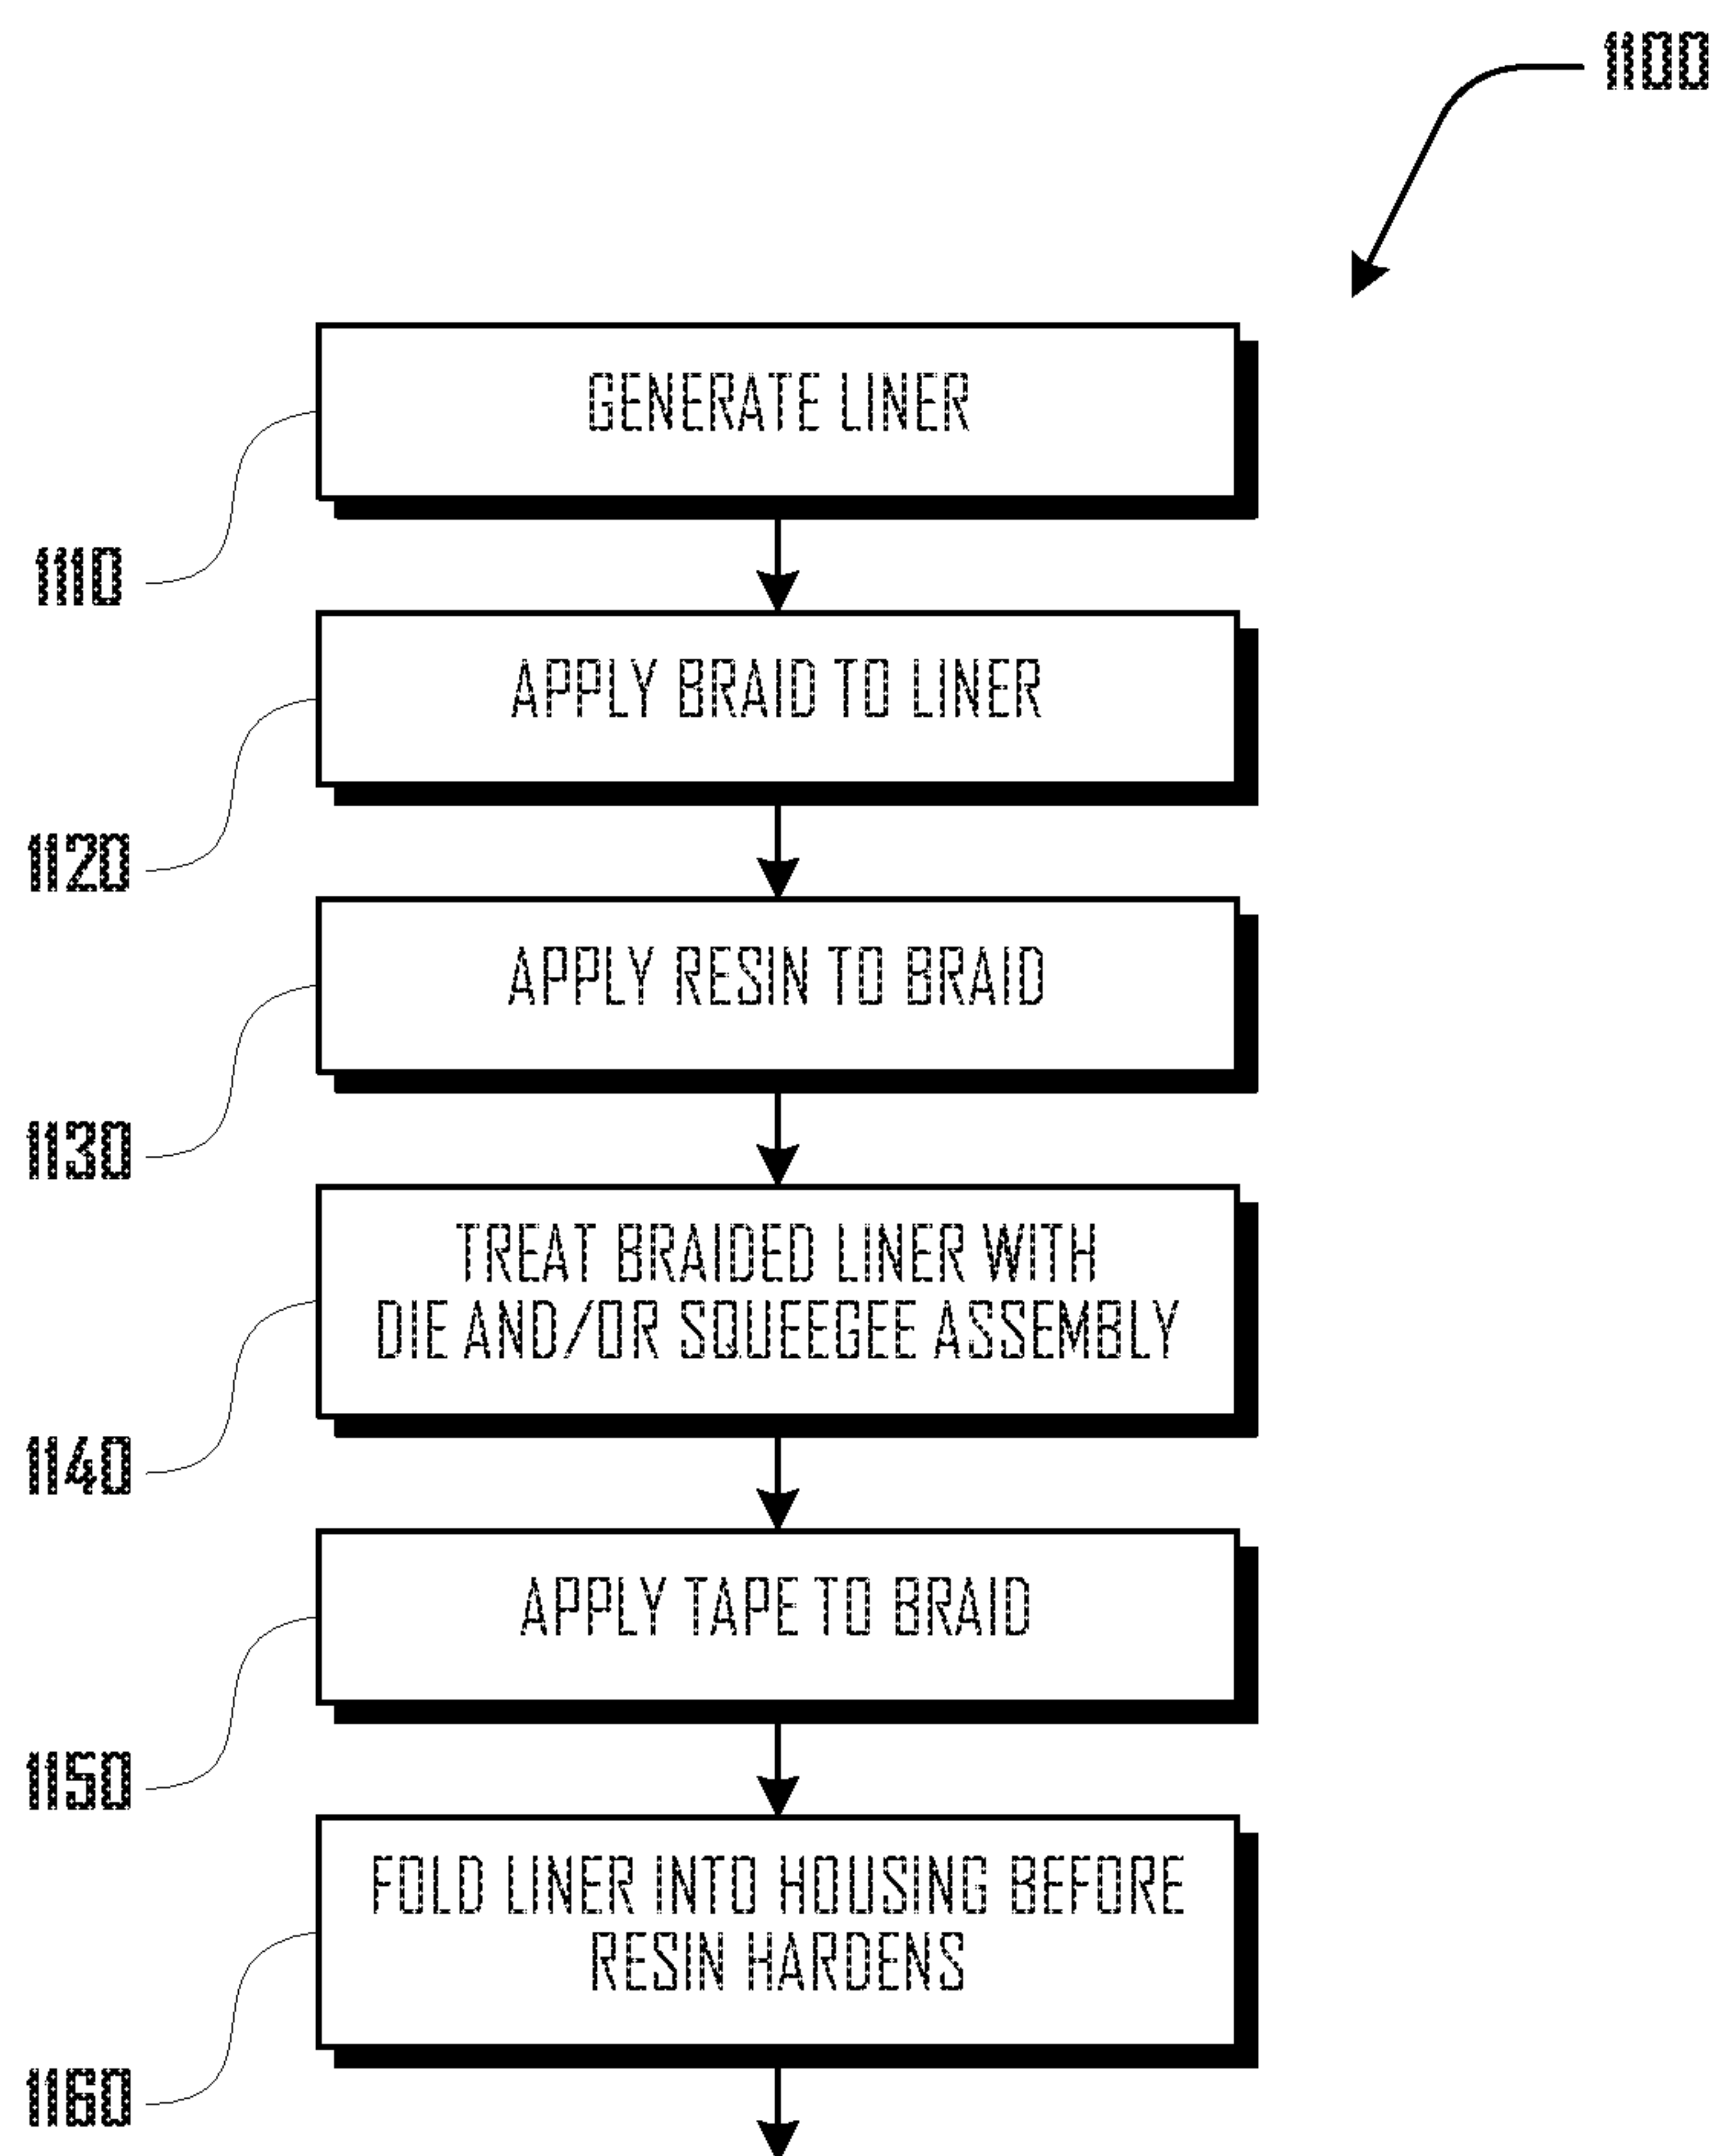 1100
GENERATE LINER
1110
APPLY BRAID TO LINER
1120
APPLY RESIN TO BRAID
1130
TREAT BRAIDED LINER WITH
DIE AND/OR SQUEEGEE ASSEMBLY
1140
APPLY TAPE TO BRAID
1150
FOLD LINER INTO HOUSING BEFORE
RESIN HARDENS
1160